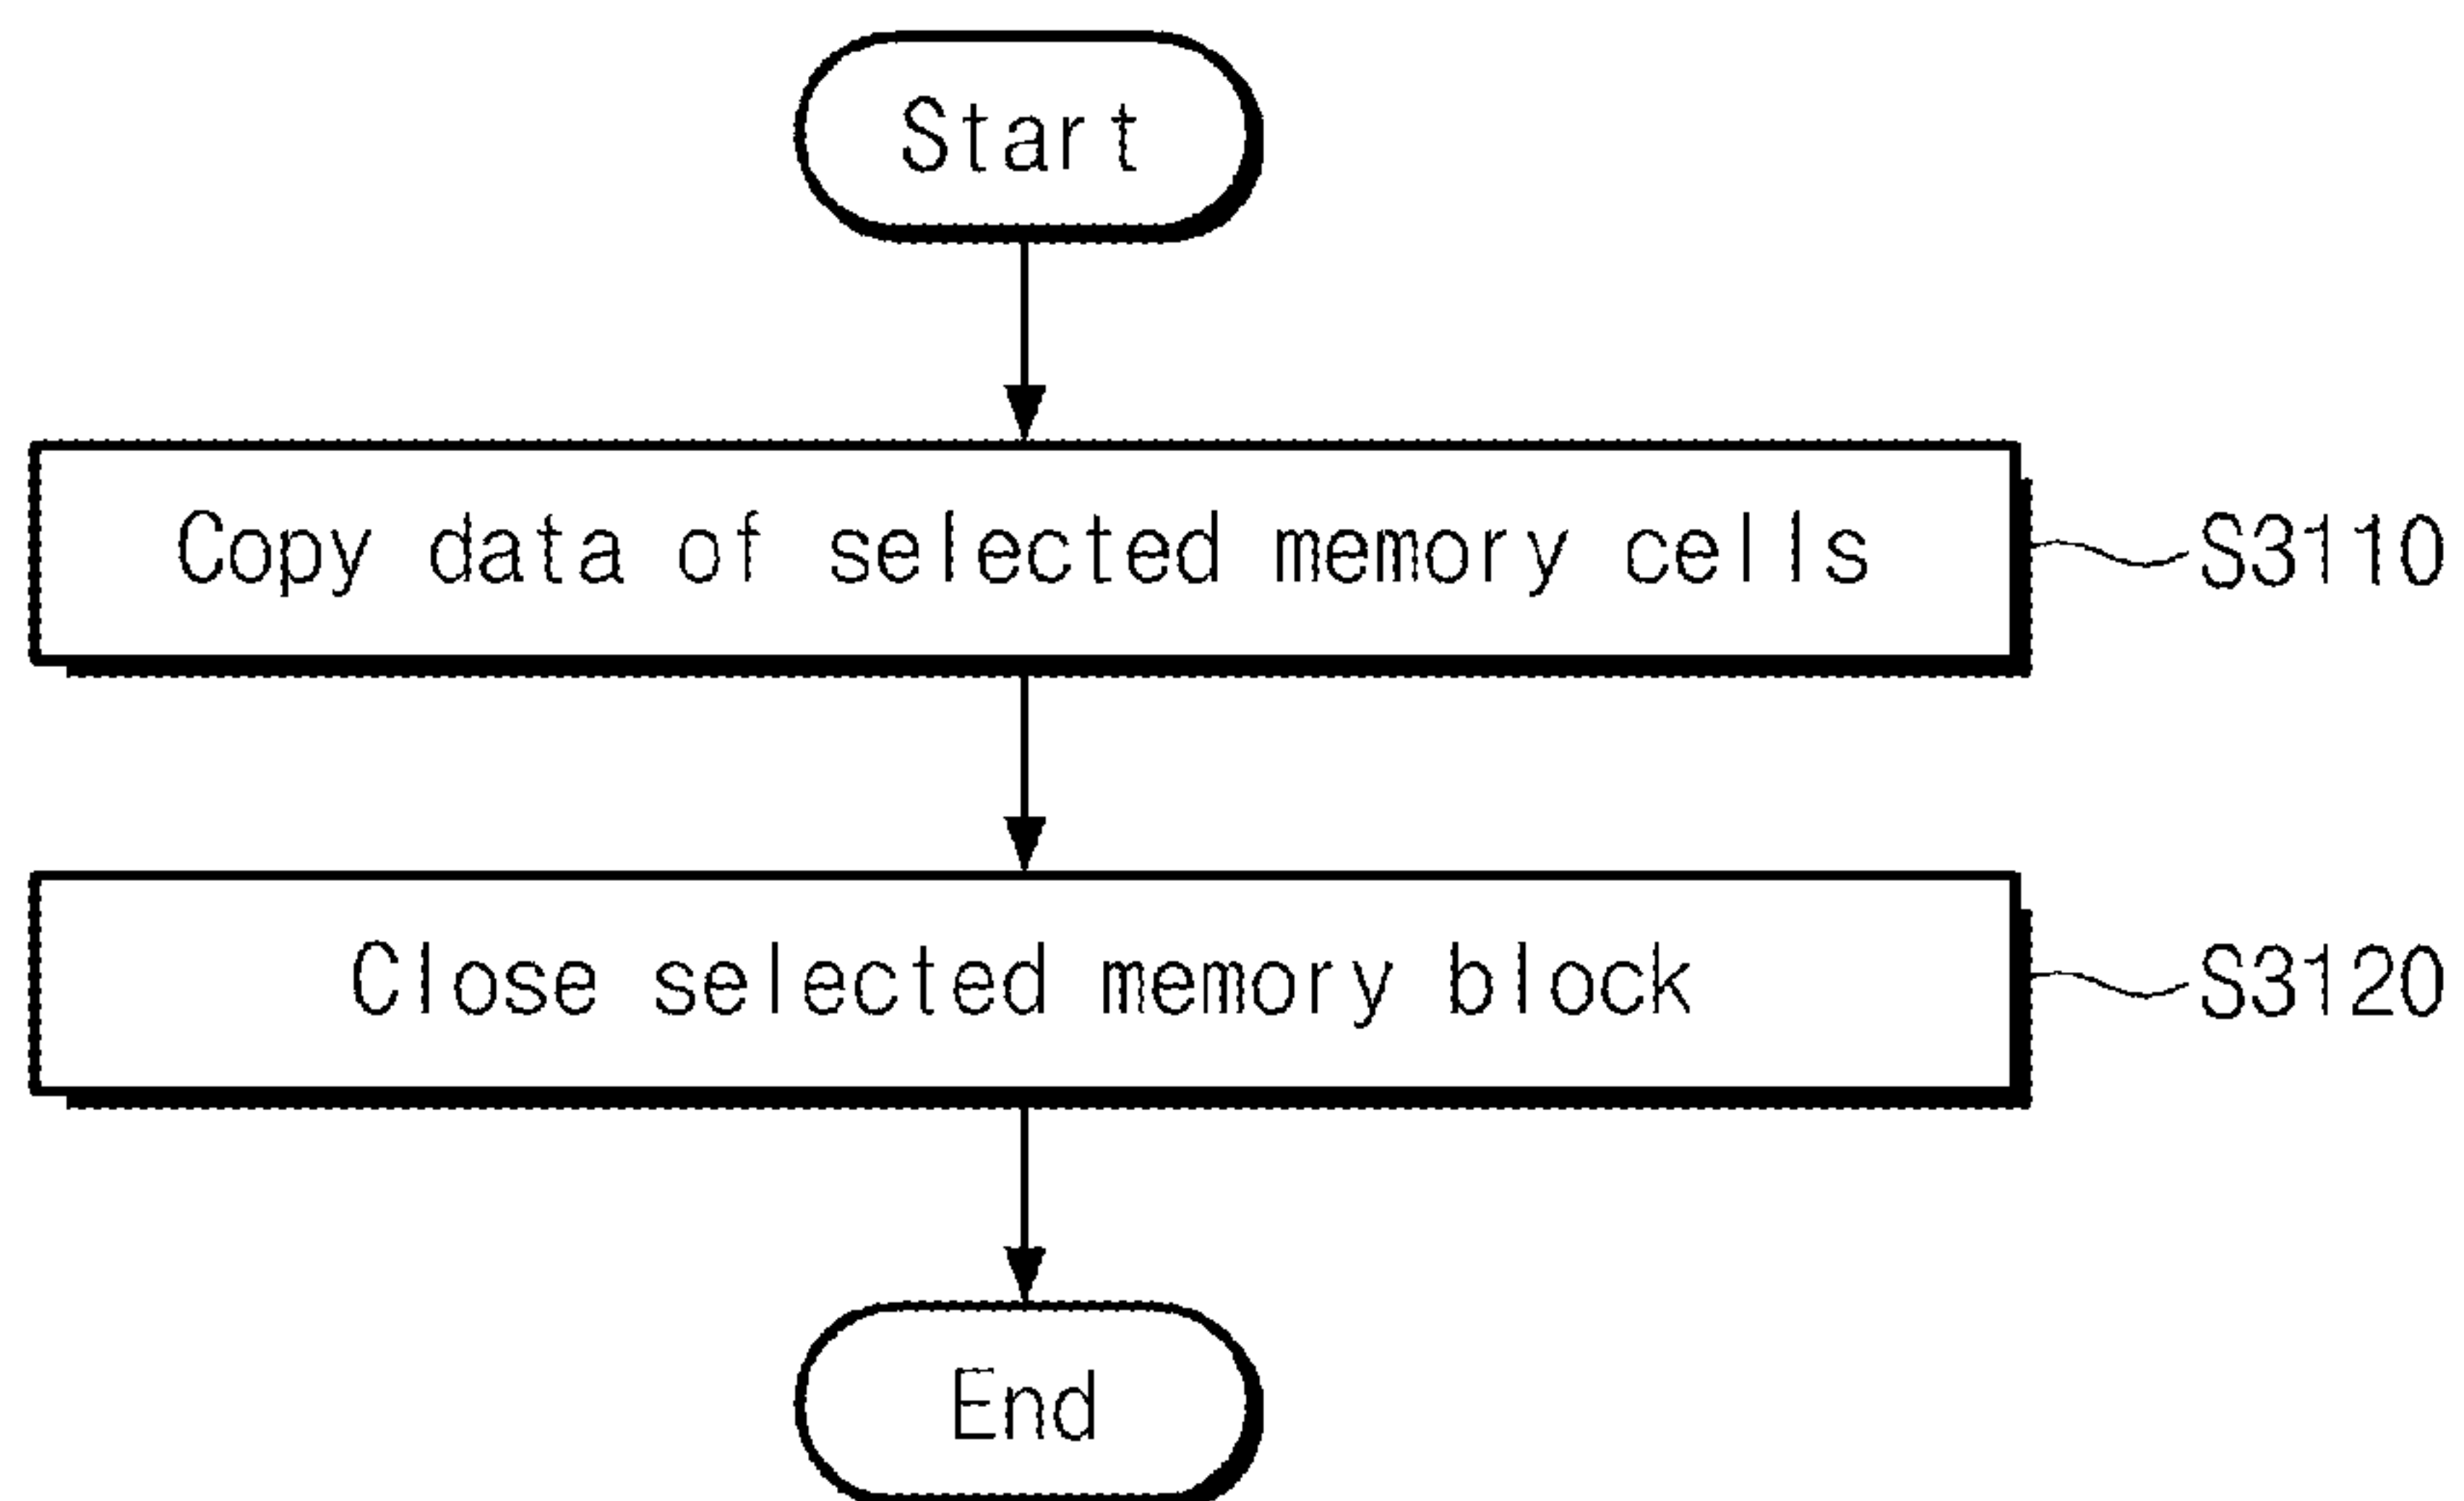 Start
Copy data of selected memory cells
S3110
Close selected memory block
S3120
End